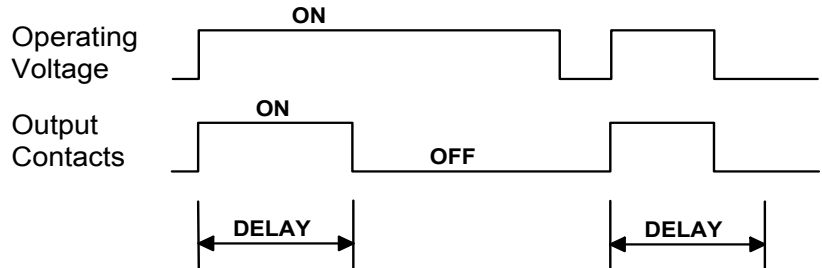 ON
Operating
Voltage
ON
Output
Contacts
OFF
DELAY
DELAY